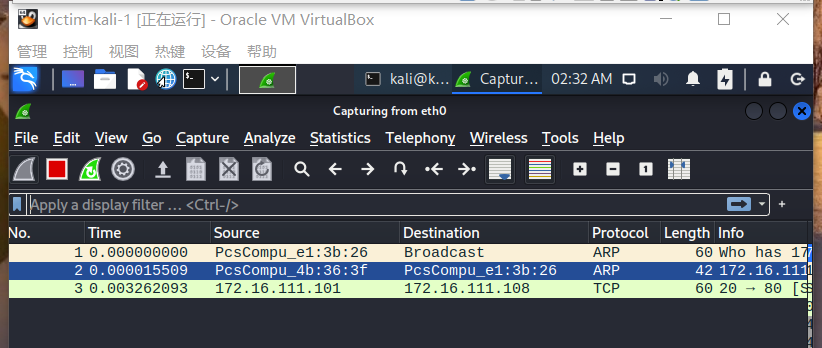 victim-kali-1 [正在运行] - Oracle VM VirtualBox
管理 控制 视图 热键 设备 帮助
kali@k... Captur... 02:32 AM
Capturing from eth0
File Edit View Go Capture Analyze Statistics Telephony Wireless Tools Help
Apply a display filter ... <Ctrl-/>
No. Time Source Destination Protocol Length Info
1 0.000000000 PcsCompu_e1:3b:26 Broadcast ARP 60 Who has 17
2 0.000015509 PcsCompu_4b:36:3f PcsCompu_e1:3b:26 ARP 42 172.16.111
3 0.003262093 172.16.111.101 172.16.111.108 TCP 60 20 → 80 [S